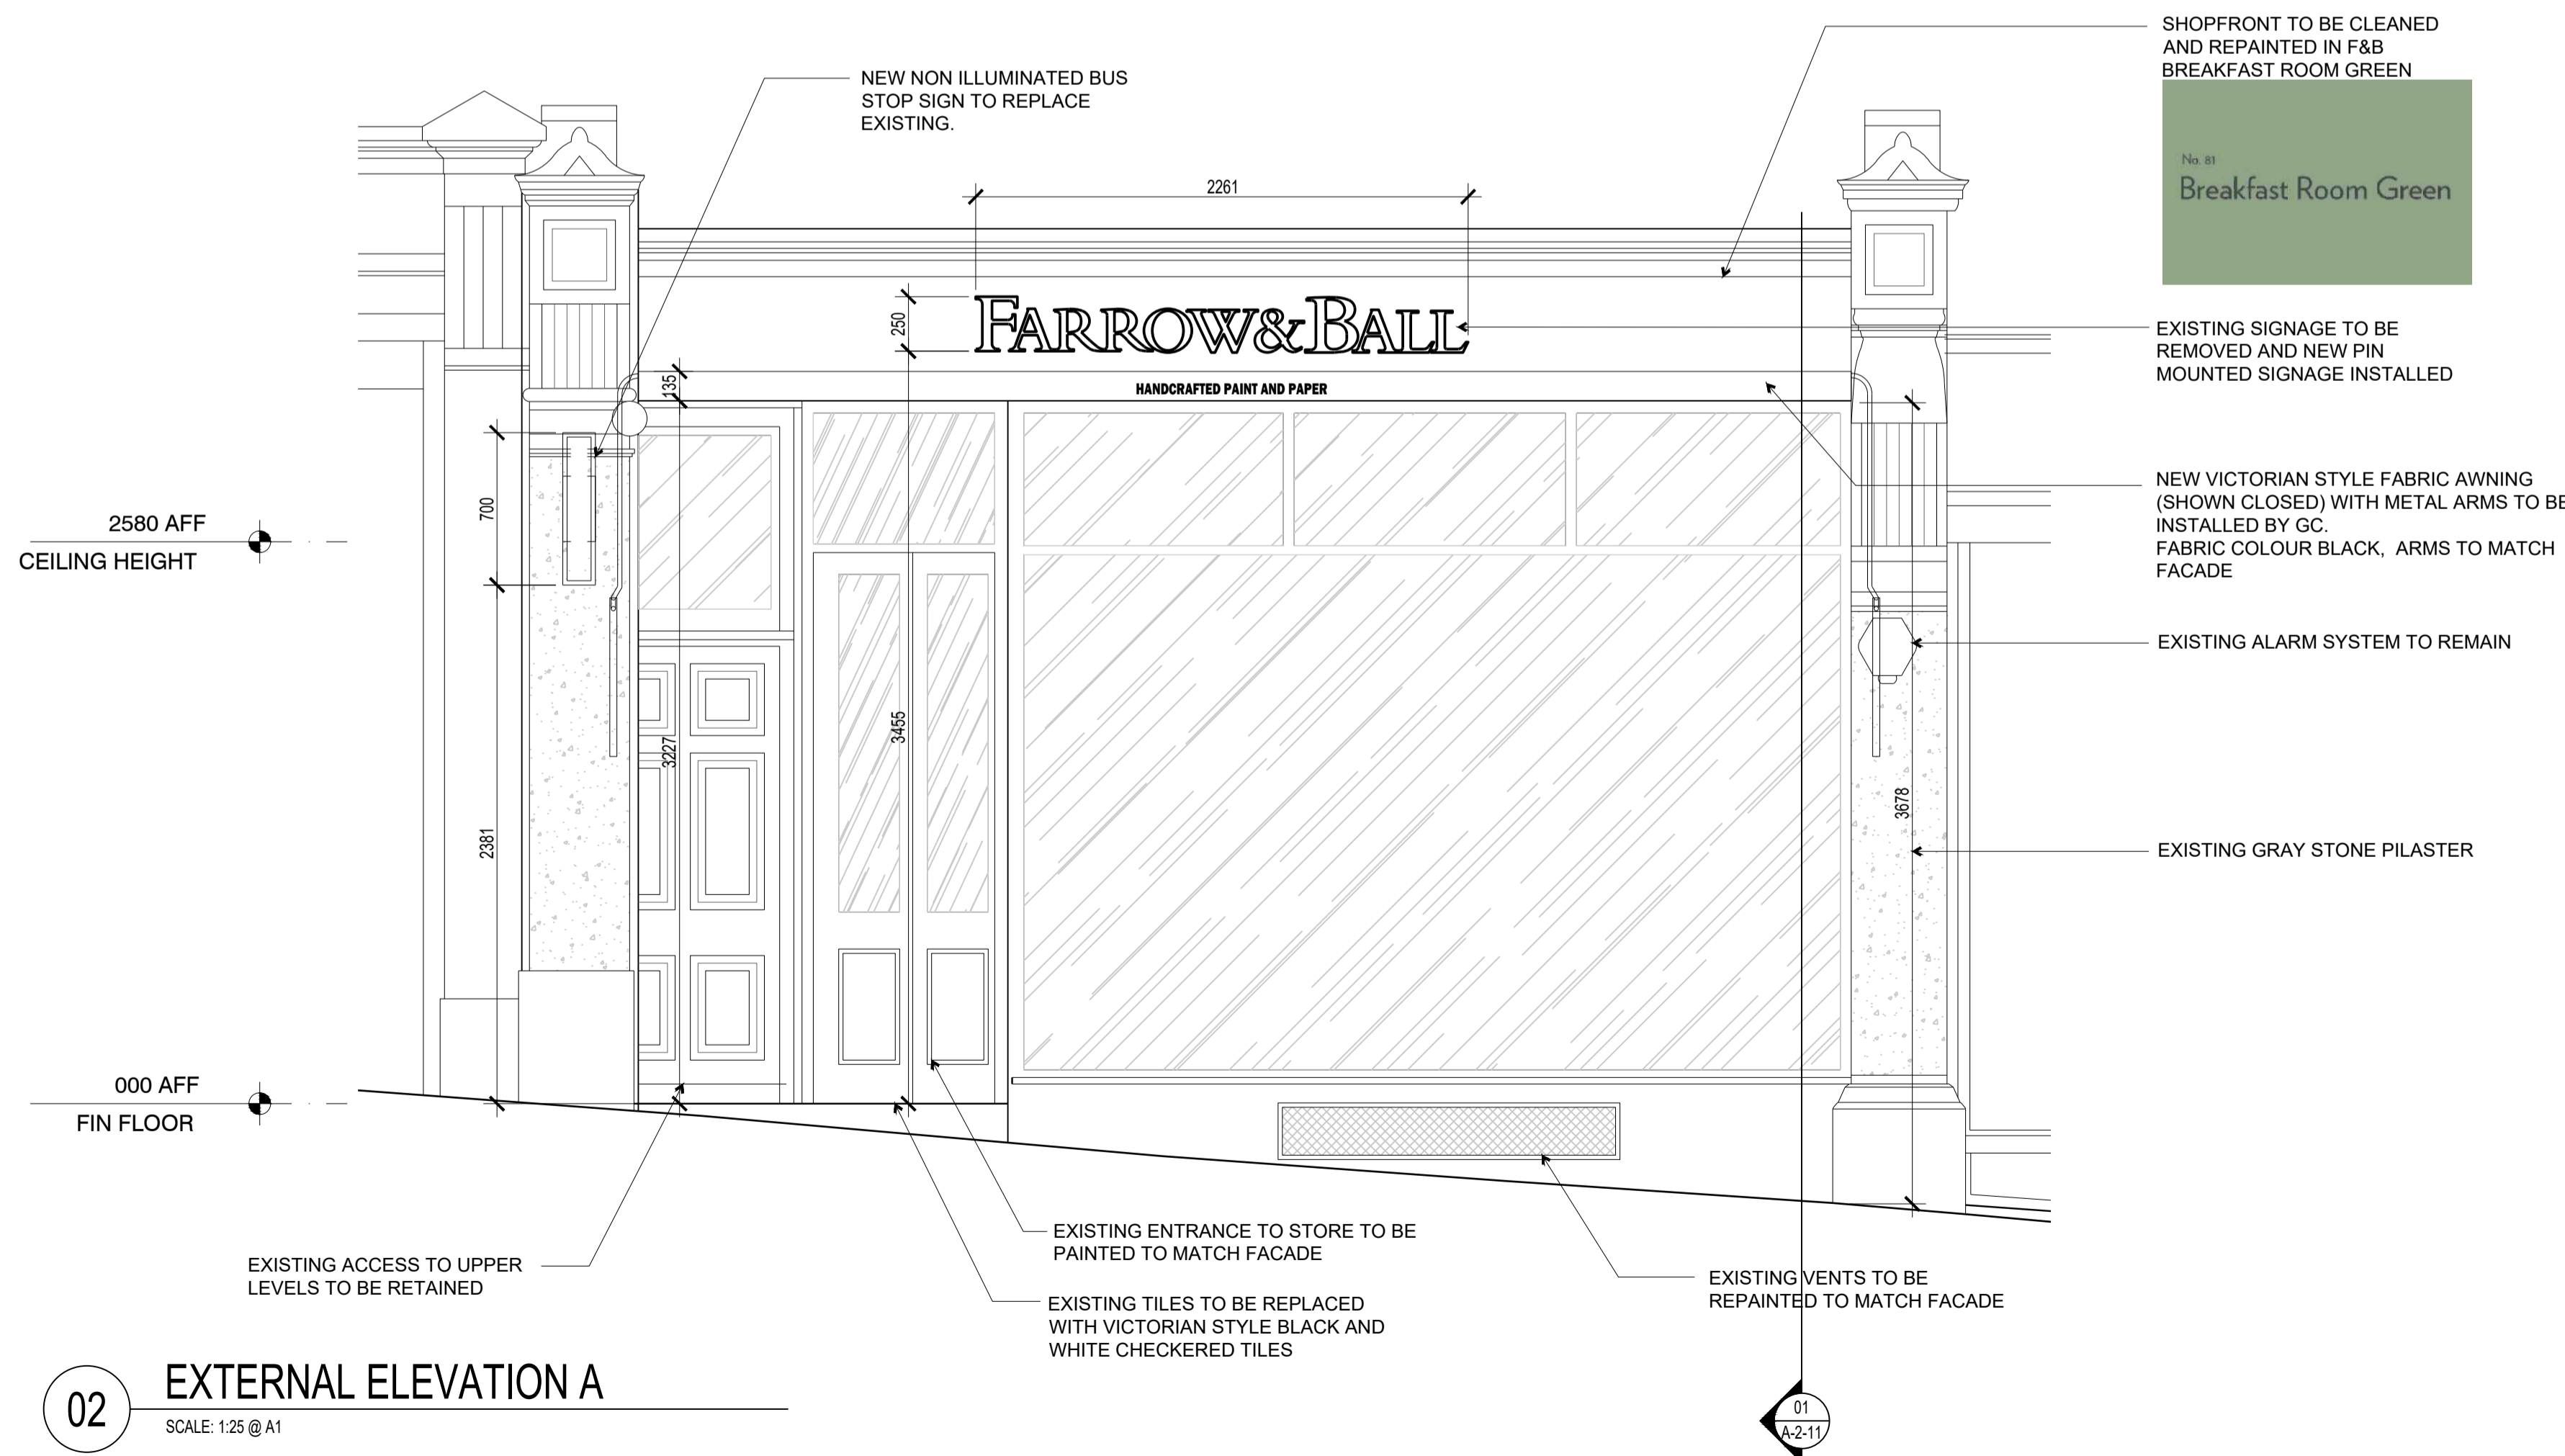 SHOPFRONT TO BE CLEANED
AND REPAINTED IN F&B
BREAKFAST ROOM GREEN
No. 81
Breakfast Room Green
NEW NON ILLUMINATED BUS
STOP SIGN TO REPLACE
EXISTING.
2261
250
FARROW&BALL
EXISTING SIGNAGE TO BE
REMOVED AND NEW PIN
MOUNTED SIGNAGE INSTALLED
135
HANDCRAFTED PAINT AND PAPER
NEW VICTORIAN STYLE FABRIC AWNING
(SHOWN CLOSED) WITH METAL ARMS TO BE
INSTALLED BY GC.
FABRIC COLOUR BLACK, ARMS TO MATCH
FACADE
700
2580 AFF
CEILING HEIGHT
EXISTING ALARM SYSTEM TO REMAIN
3455
3227
3678
2381
EXISTING GRAY STONE PILASTER
000 AFF
FIN FLOOR
EXISTING ACCESS TO UPPER
LEVELS TO BE RETAINED
EXISTING ENTRANCE TO STORE TO BE
PAINTED TO MATCH FACADE
EXISTING TILES TO BE REPLACED
WITH VICTORIAN STYLE BLACK AND
WHITE CHECKERED TILES
EXISTING VENTS TO BE
REPAINTED TO MATCH FACADE
02
EXTERNAL ELEVATION A
SCALE: 1:25 @ A1
01
A-2-11